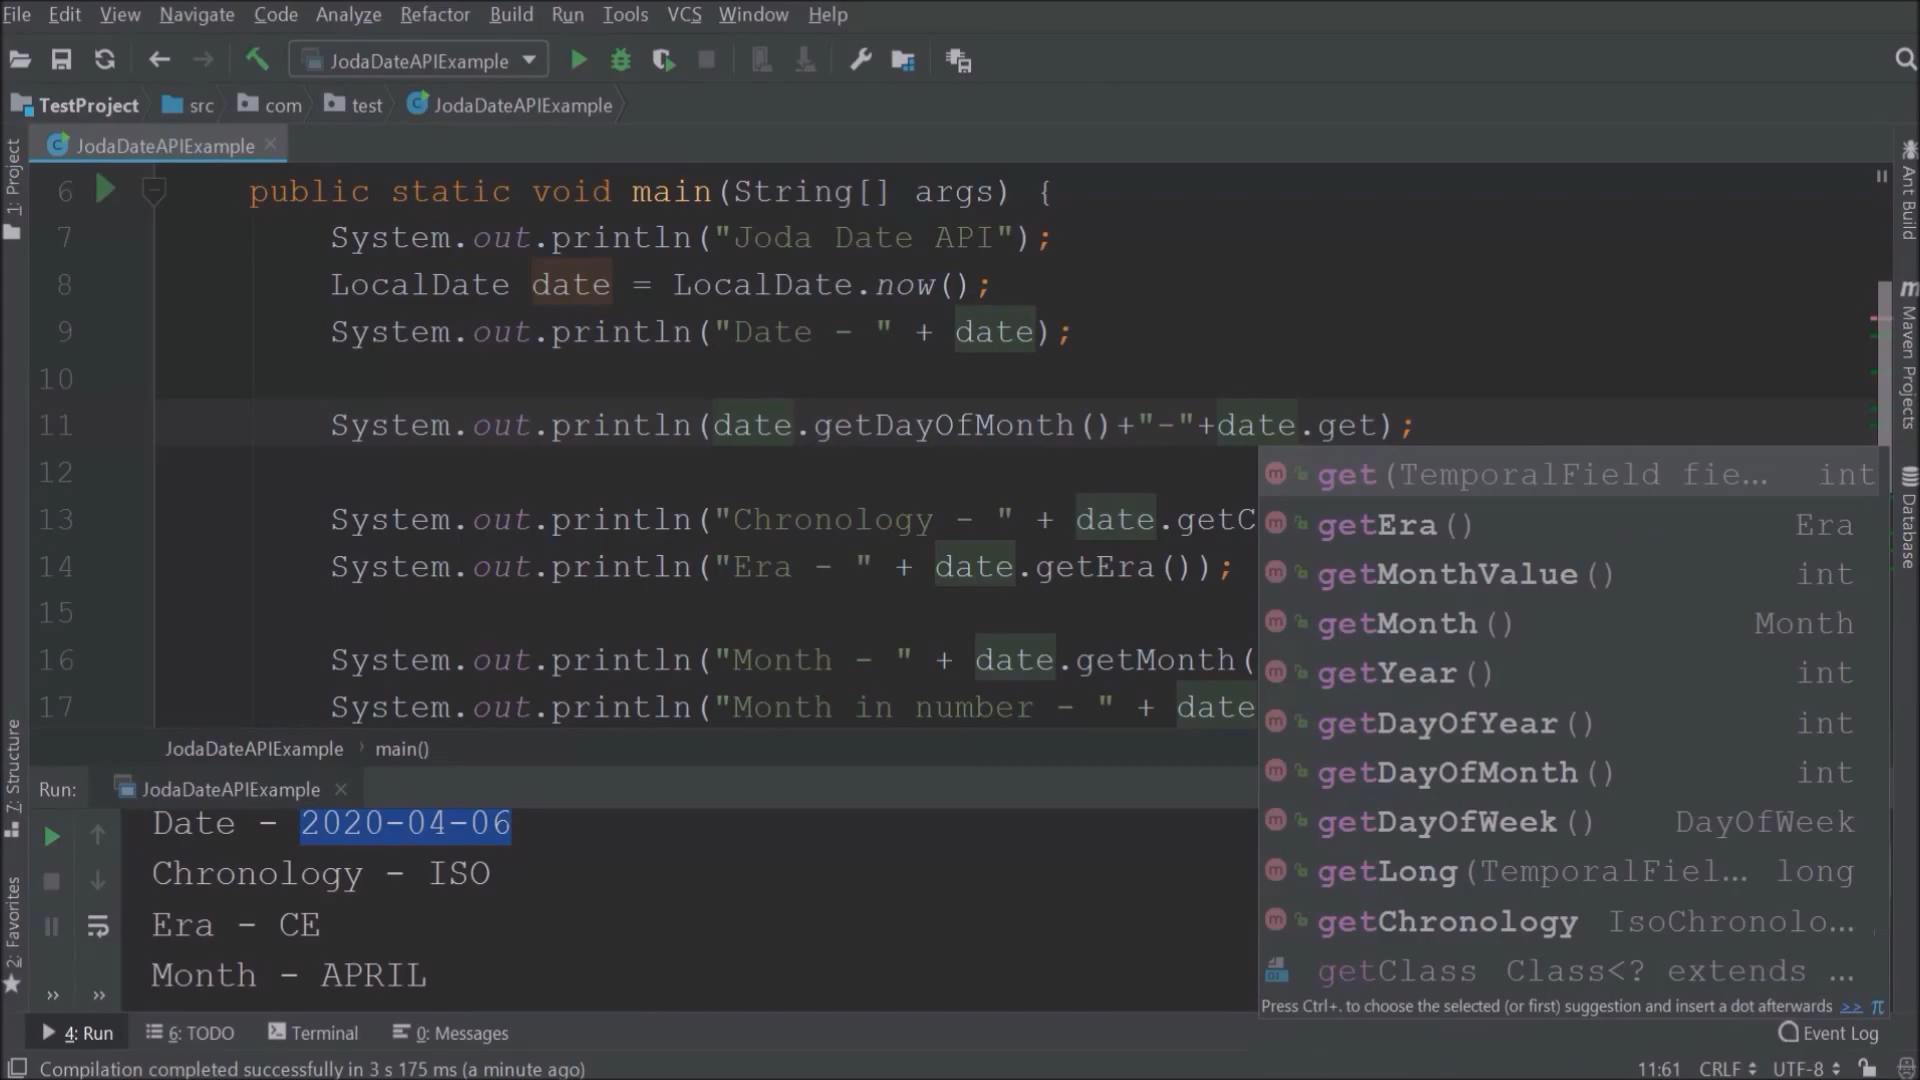 File Edit View Navigate Code Analyze Refactor Build Run Tools VCS Window Help
JodaDateAPIExample
TestProject src com test JodaDateAPIExample
JodaDateAPIExample
1: Project
7: Structure
2: Favorites
Ant Build
Maven Projects
Database
6 public static void main(String[] args) {
7 System.out.println("Joda Date API");
8 LocalDate date = LocalDate.now();
9 System.out.println("Date - " + date);
10
11 System.out.println(date.getDayOfMonth()+"-"+date.get);
12
13 System.out.println("Chronology - " + date.getC
14 System.out.println("Era - " + date.getEra());
15
16 System.out.println("Month - " + date.getMonth(
17 System.out.println("Month in number - " + date
get(TemporalField fie... int
getEra() Era
getMonthValue() int
getMonth() Month
getYear() int
getDayOfYear() int
getDayOfMonth() int
getDayOfWeek() DayOfWeek
getLong(TemporalFiel... long
getChronology IsoChronolo...
getClass Class<? extends ...
Press Ctrl+. to choose the selected (or first) suggestion and insert a dot afterwards >> π
JodaDateAPIExample › main()
Run: JodaDateAPIExample
Date - 2020-04-06
Chronology - ISO
Era - CE
Month - APRIL
4: Run 6: TODO Terminal 0: Messages Event Log
Compilation completed successfully in 3 s 175 ms (a minute ago) 11:61 CRLF UTF-8